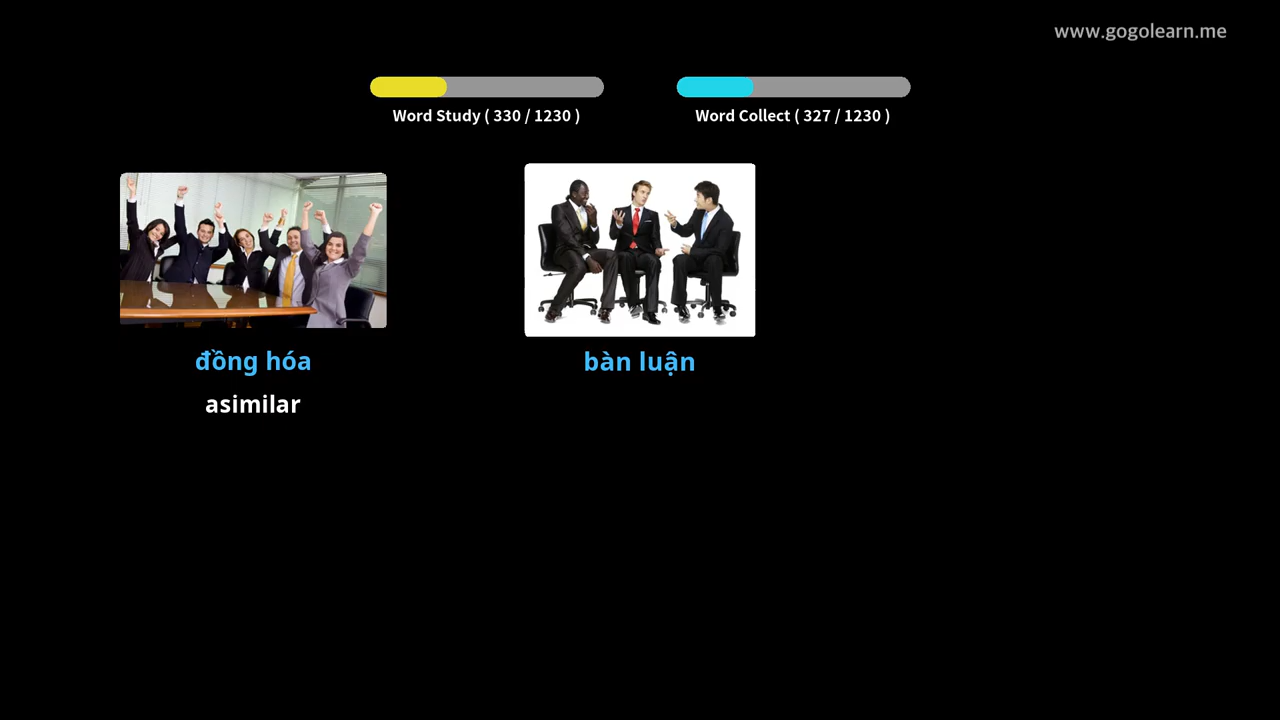 www.gogolearn.me
Word Study ( 330 / 1230 )
Word Collect ( 327 / 1230 )
đồng hóa
asimilar
bàn luận